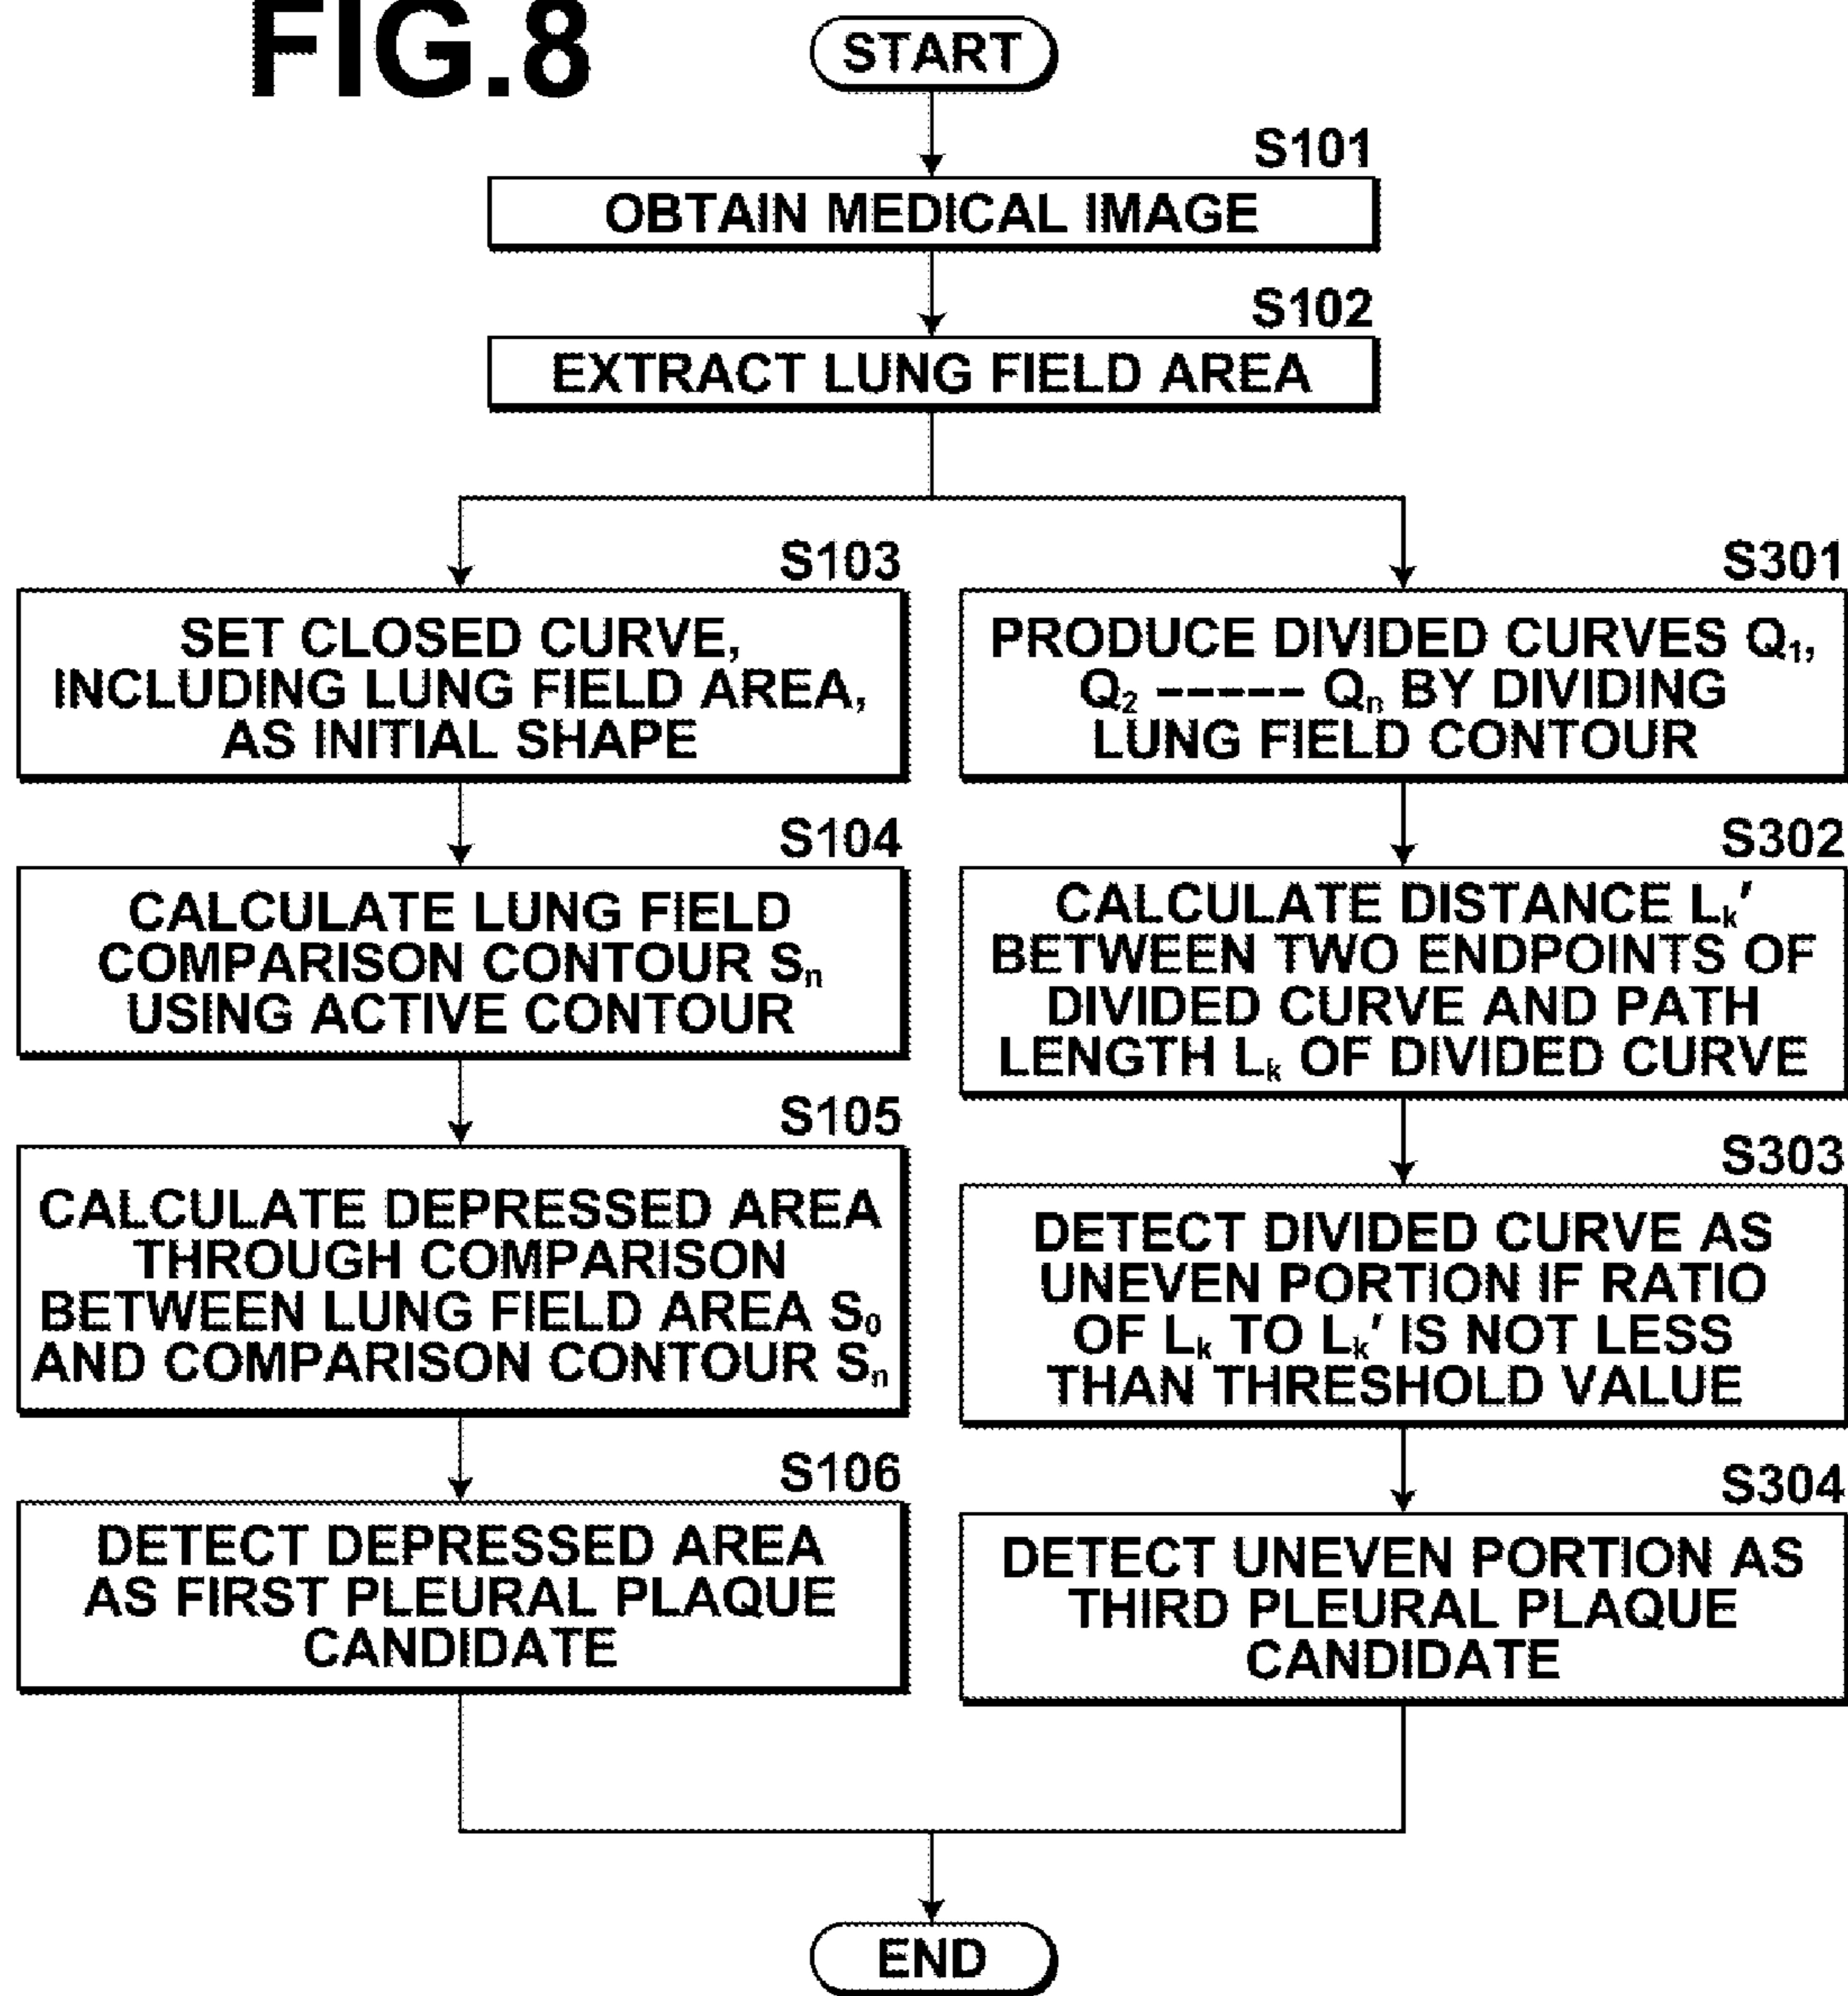 FIG.8
START
S101
OBTAIN MEDICAL IMAGE
S102
EXTRACT LUNG FIELD AREA
S103
SET CLOSED CURVE,
INCLUDING LUNG FIELD AREA,
AS INITIAL SHAPE
S104
CALCULATE LUNG FIELD
COMPARISON CONTOUR Sn
USING ACTIVE CONTOUR
S105
CALCULATE DEPRESSED AREA
THROUGH COMPARISON
BETWEEN LUNG FIELD AREA S0
AND COMPARISON CONTOUR Sn
S106
DETECT DEPRESSED AREA
AS FIRST PLEURAL PLAQUE
CANDIDATE
S301
PRODUCE DIVIDED CURVES Q1,
Q2 ----- Qn BY DIVIDING
LUNG FIELD CONTOUR
S302
CALCULATE DISTANCE Lk′
BETWEEN TWO ENDPOINTS OF
DIVIDED CURVE AND PATH
LENGTH Lk OF DIVIDED CURVE
S303
DETECT DIVIDED CURVE AS
UNEVEN PORTION IF RATIO
OF Lk TO Lk′ IS NOT LESS
THAN THRESHOLD VALUE
S304
DETECT UNEVEN PORTION AS
THIRD PLEURAL PLAQUE
CANDIDATE
END